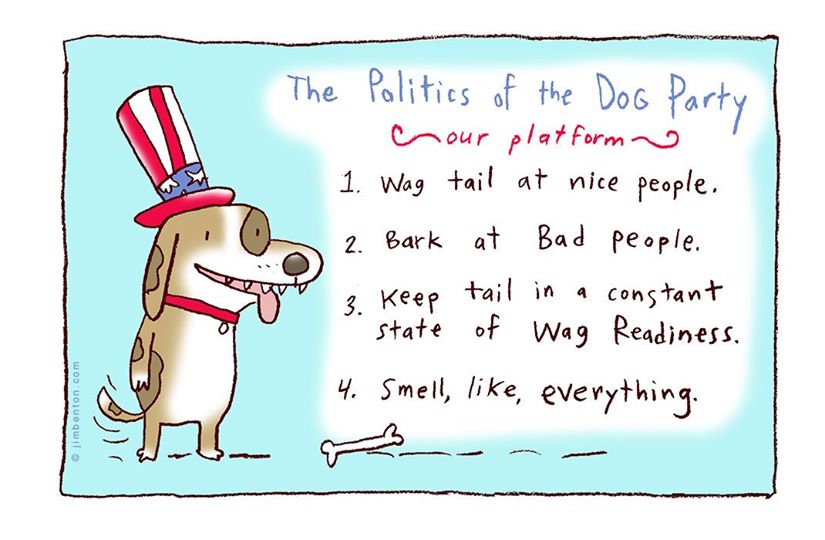 The Politics of the DOG Party
our platform
1. Wag tail at nice people.
2. Bark at Bad people.
3. Keep tail in a constant
state of Wag Readiness.
4. Smell, like, everything.
© jimbenton.com